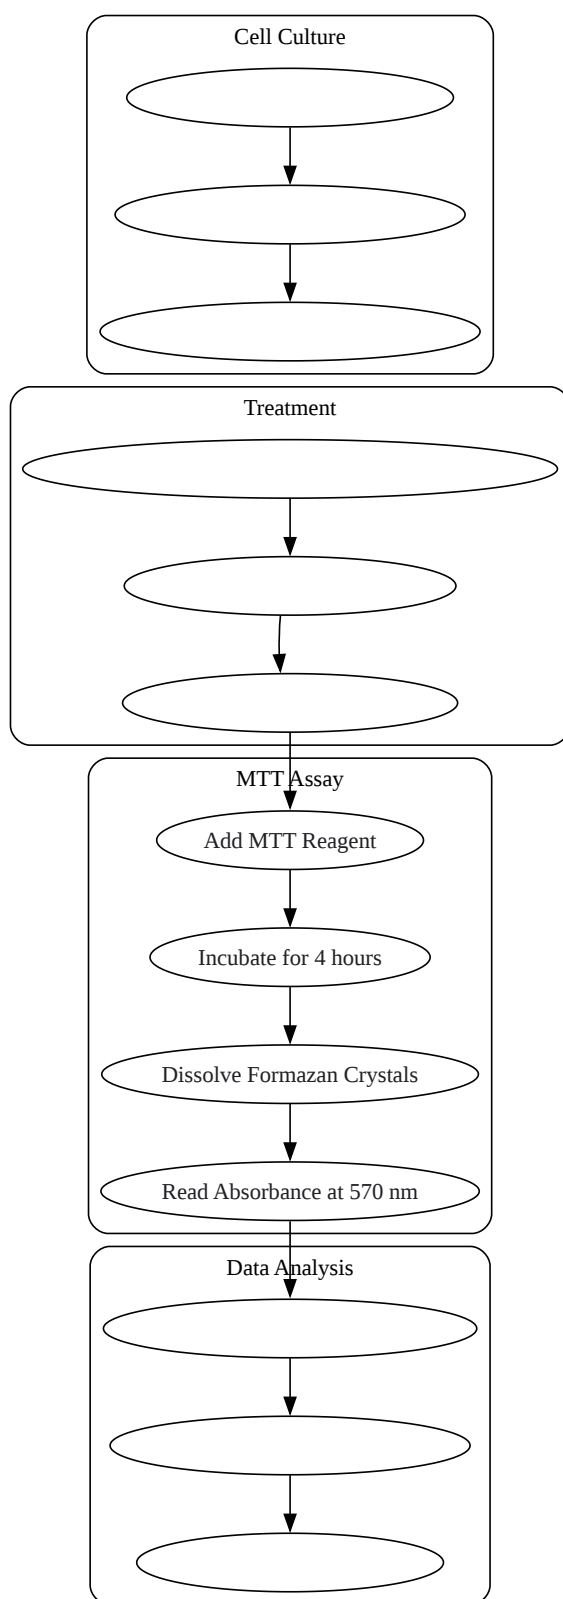 Cell Culture
Treatment
MTT Assay
Add MTT Reagent
Incubate for 4 hours
Dissolve Formazan Crystals
Read Absorbance at 570 nm
Data Analysis